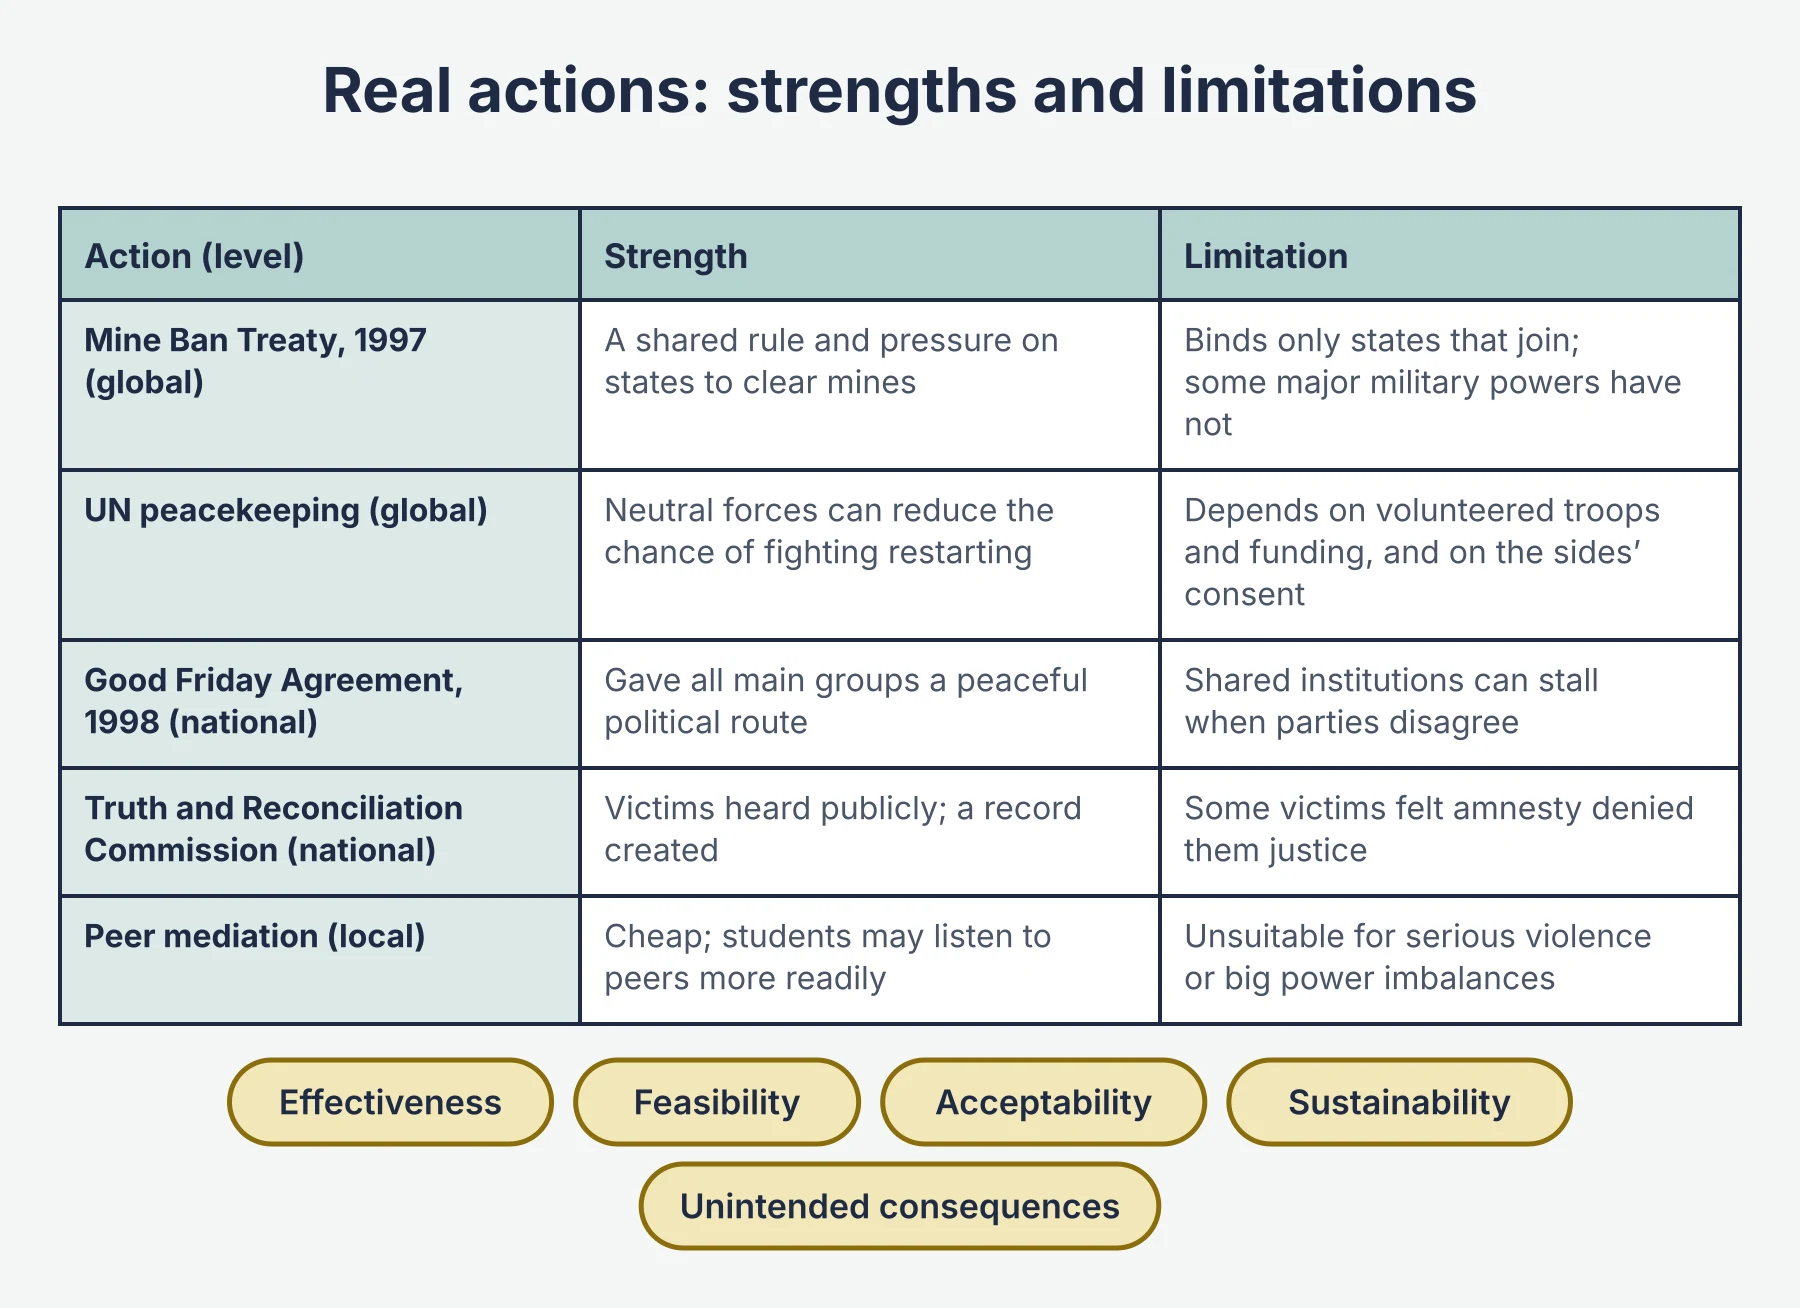 Real actions: strengths and limitations
Action (level)
Strength
Limitation
Mine Ban Treaty, 1997
(global)
A shared rule and pressure on
states to clear mines
Binds only states that join;
some major military powers have
not
UN peacekeeping (global)
Neutral forces can reduce the
chance of fighting restarting
Depends on volunteered troops
and funding, and on the sides’
consent
Good Friday Agreement,
1998 (national)
Gave all main groups a peaceful
political route
Shared institutions can stall
when parties disagree
Truth and Reconciliation
Commission (national)
Victims heard publicly; a record
created
Some victims felt amnesty denied
them justice
Peer mediation (local)
Cheap; students may listen to
peers more readily
Unsuitable for serious violence
or big power imbalances
Effectiveness
Feasibility
Acceptability
Sustainability
Unintended consequences